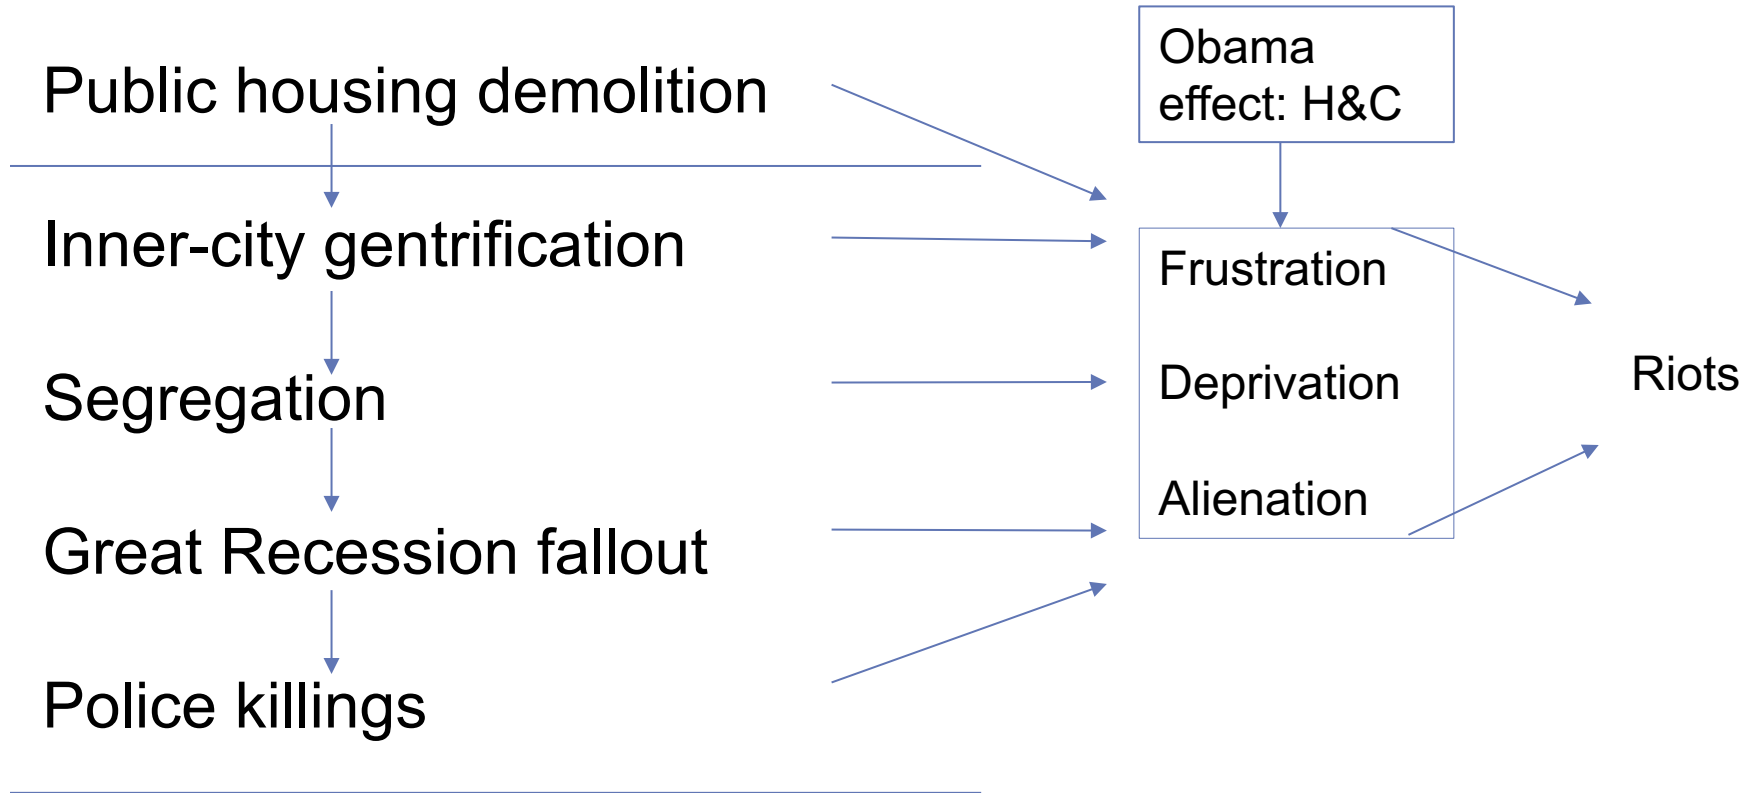 Public housing demolition
Inner-city gentrification
Segregation
Great Recession fallout
Police killings
Obama
effect: H&C
Frustration
Deprivation
Alienation
Riots